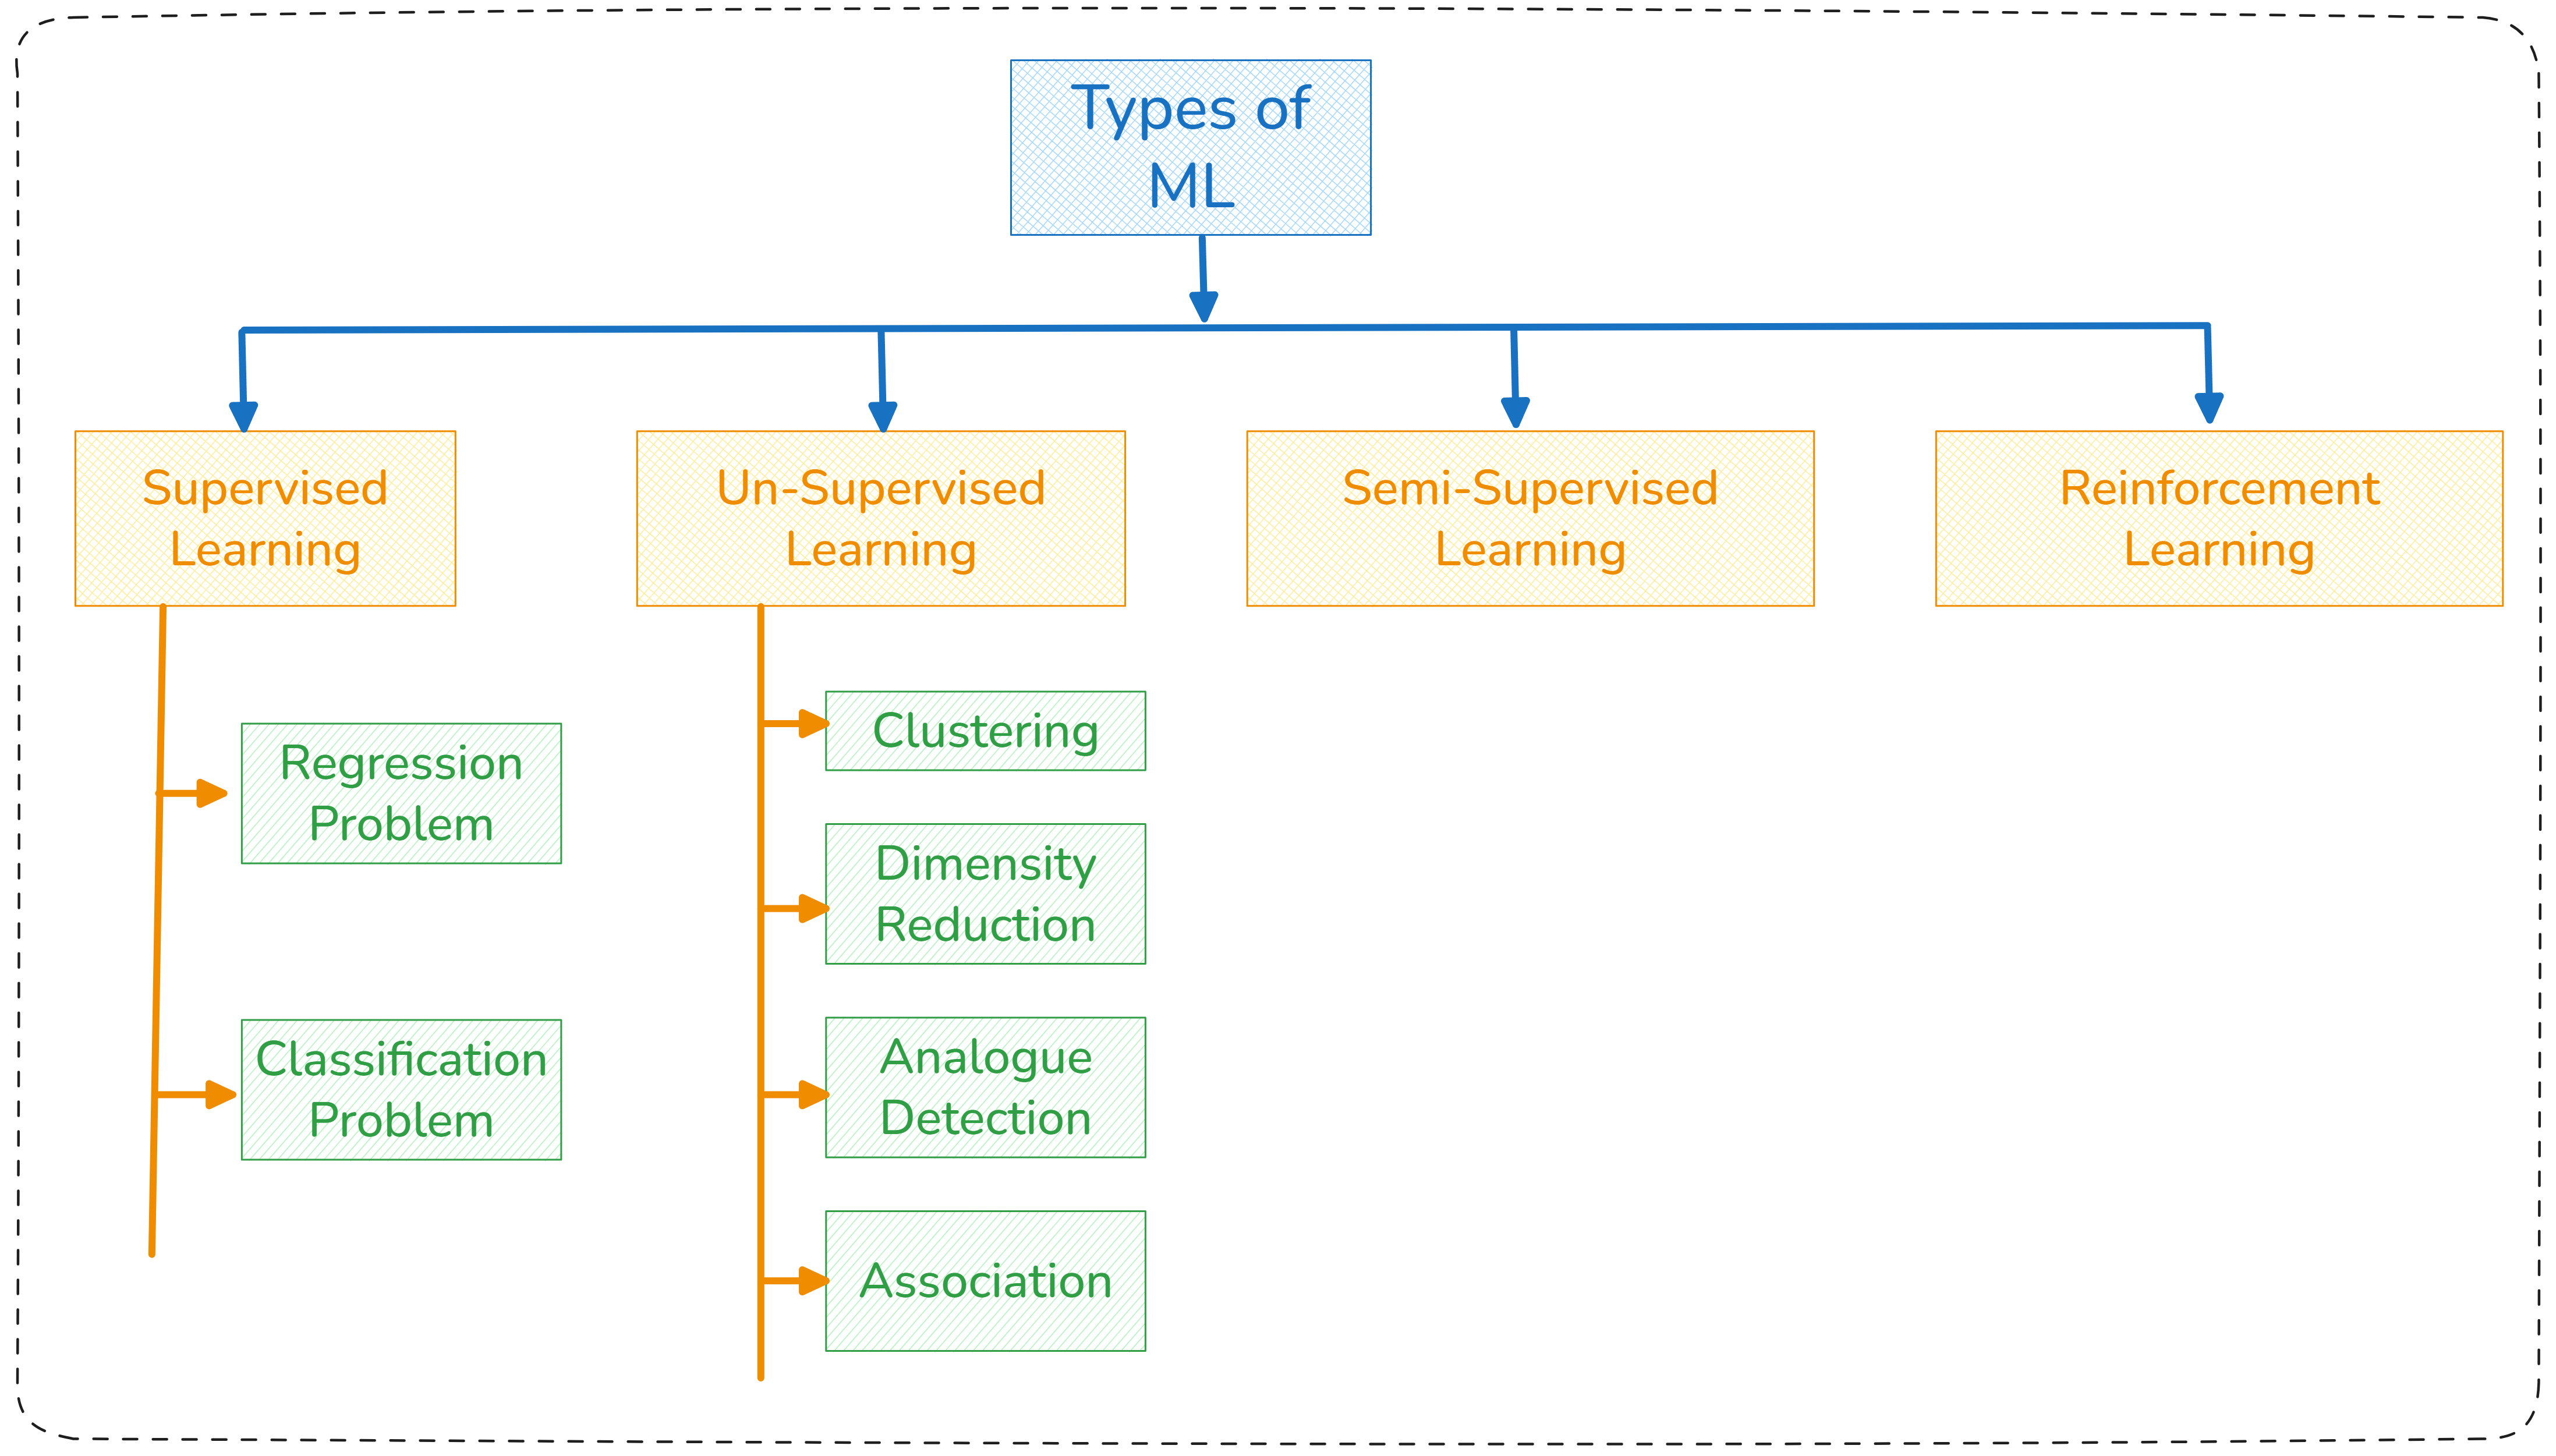 Types of
ML
Supervised
Learning
Un-Supervised
Learning
Semi-Supervised
Learning
Reinforcement
Learning
Regression
Problem
Classification
Problem
Clustering
Dimensity
Reduction
Analogue
Detection
Association